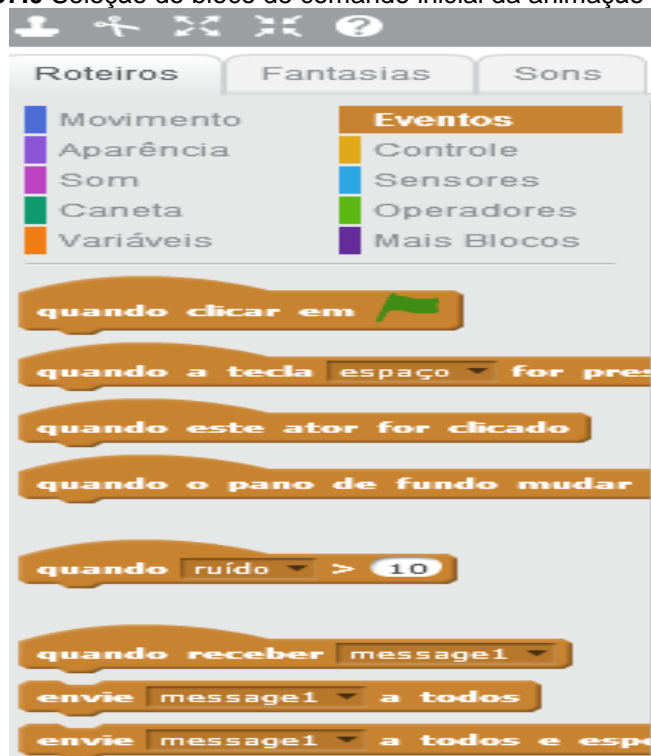 Seleção do bloco de comando inicial da animação
Roteiros Fantasias Sons
Movimento Eventos
Aparência Controle
Som Sensores
Caneta Operadores
Variáveis Mais Blocos
quando clicar em
quando a tecla espaço for
quando este ator for clicado
quando o pano de fundo mudar
quando ruído > 10
quando receber message1
envie message1 a todos
envie message1 a todos e